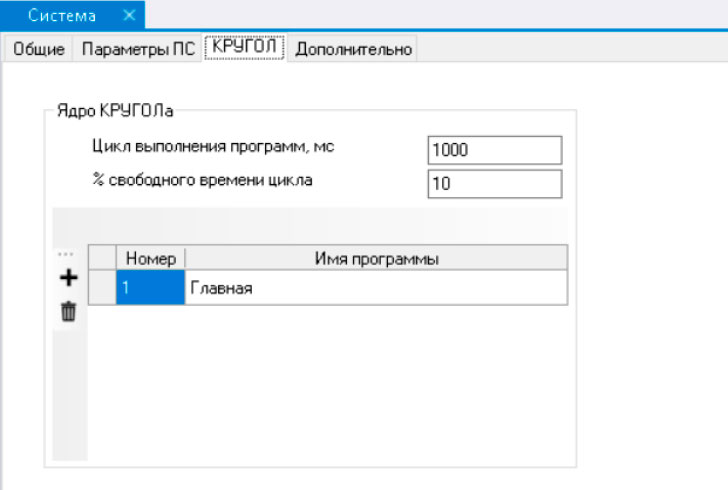 Система
Общие Параметры ПС КРУГОЛ Дополнительно
Ядро КРУГОЛа
Цикл выполнения программ, мс 1000
% свободного времени цикла 10
Номер Имя программы
1 Главная